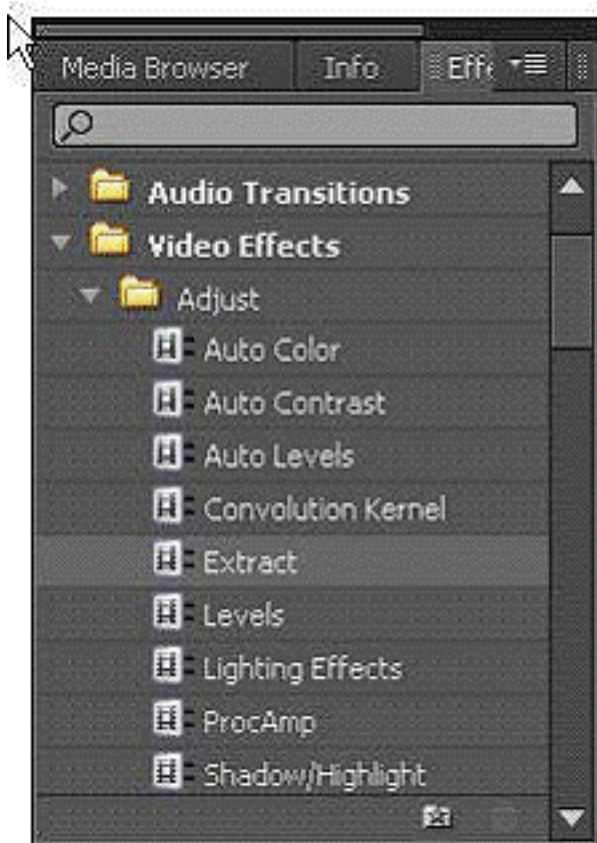 Media Browser Info Eff
Audio Transitions
Video Effects
Adjust
Auto Color
Auto Contrast
Auto Levels
Convolution Kernel
Extract
Levels
Lighting Effects
ProcAmp
Shadow/Highlight